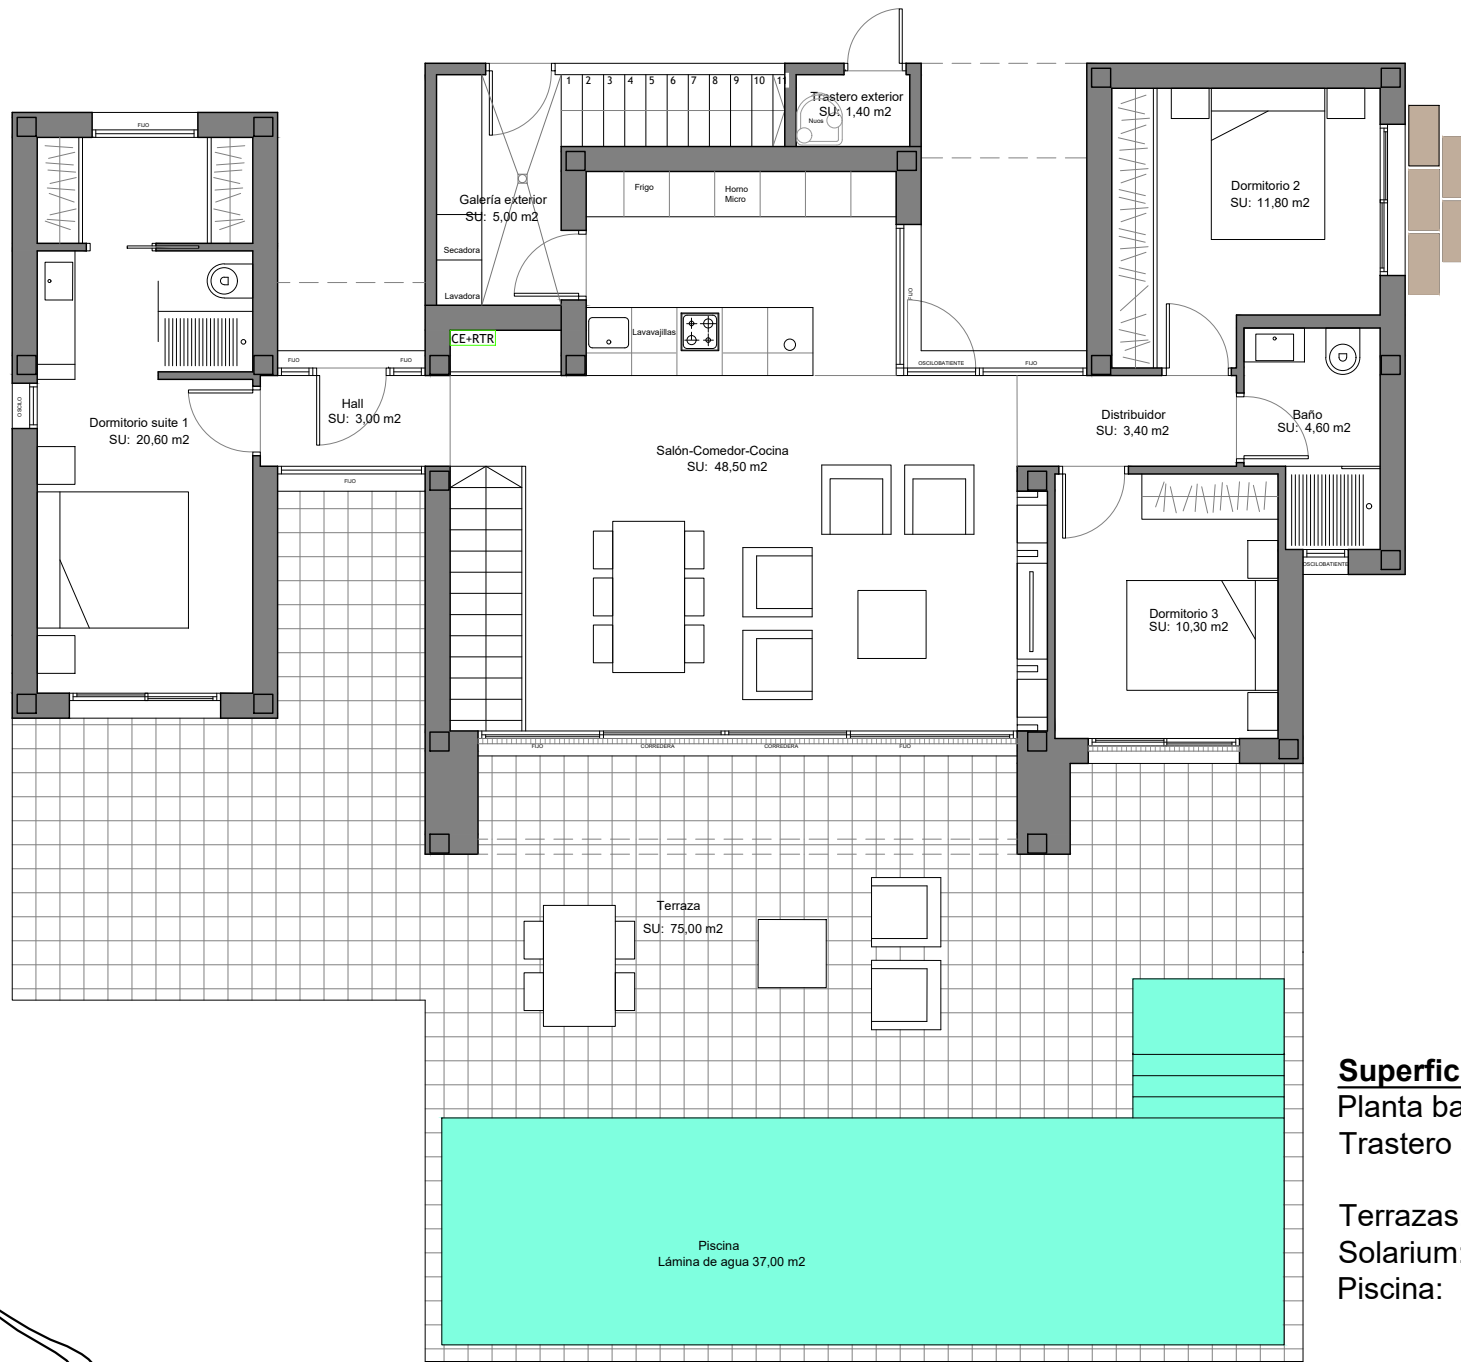 1 2 3 4 5 6 7 8 9 10 11
Trastero exterior
SU: 1,40 m2
FIJO
Frigo
Horno
Micro
Dormitorio 2
SU: 11,80 m2
Galería exterior
SU: 5,00 m2
Secadora
Lavadora
FIJO
Lavavajillas
CE+RTR
FIJO
FIJO
OSCILOBATIENTE
FIJO
OSCILO
Hall
SU: 3,00 m2
Dormitorio suite 1
SU: 20,60 m2
Distribuidor
SU: 3,40 m2
Baño
SU: 4,60 m2
Salón-Comedor-Cocina
SU: 48,50 m2
FIJO
OSCILOBATIENTE
Dormitorio 3
SU: 10,30 m2
FIJO
CORREDERA
CORREDERA
FIJO
Terraza
SU: 75,00 m2
Superfic
Planta ba
Trastero
Terrazas
Solarium:
Piscina:
Piscina
Lámina de agua 37,00 m2